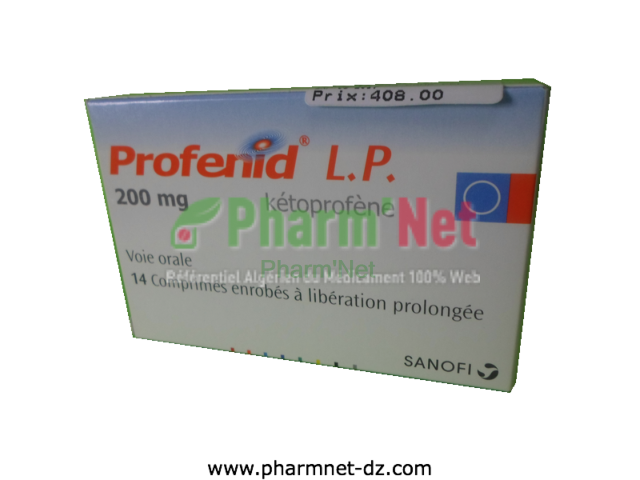 Prix:408.00
Profenid® L.P.
200 mg
kétoprofène
Pharm'Net
Pharm'Net
Voie orale
Référentiel Algérien du Médicament 100% Web
14 Comprimés enrobés à libération prolongée
SANOFI
www.pharmnet-dz.com